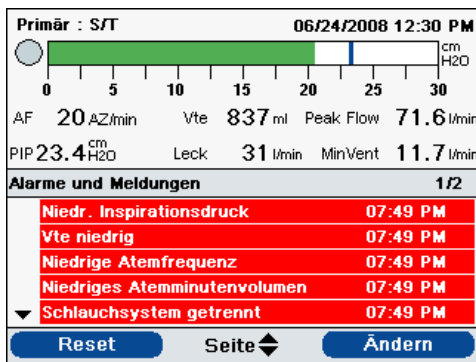 Primär : S/T 06/24/2008 12:30 PM
cm
H2O
0 5 10 15 20 25 30
AF 20 AZ/min Vte 837 ml Peak Flow 71.6 l/min
PIP 23.4 cm H2O Leck 31 l/min MinVent 11.7 l/min
Alarme und Meldungen 1/2
Niedr. Inspirationsdruck 07:49 PM
Vte niedrig 07:49 PM
Niedrige Atemfrequenz 07:49 PM
Niedriges Atemminutenvolumen 07:49 PM
Schlauchsystem getrennt 07:49 PM
Reset Seite Ändern